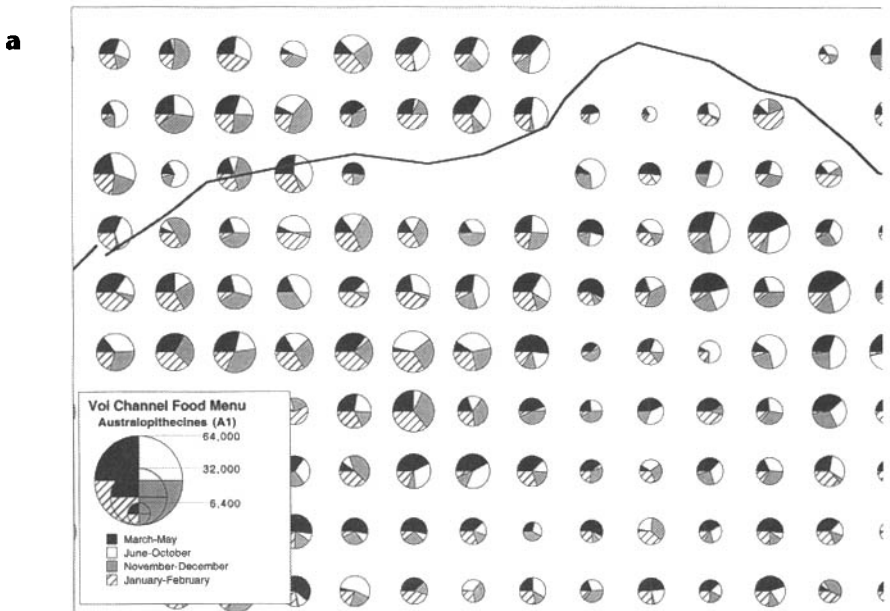 a
Voi Channel Food Menu
Australopithecines (A1)
64,000
32,000
6,400
March-May
June-October
November-December
January-February